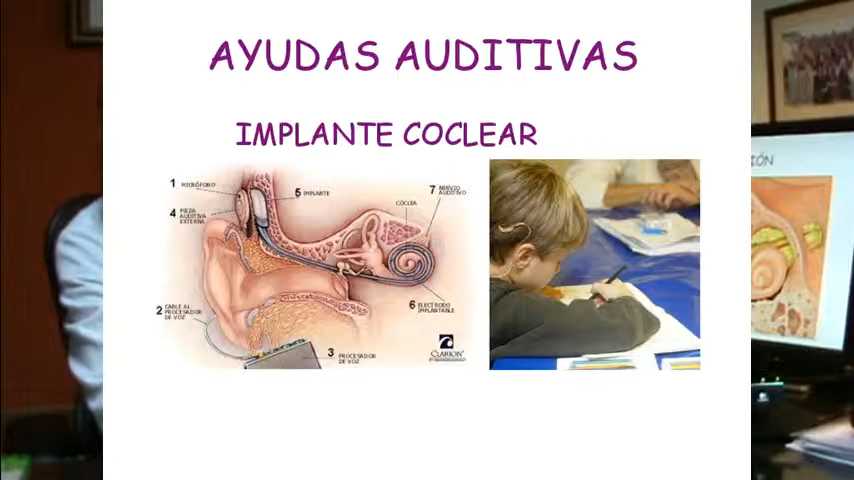 AYUDAS AUDITIVAS
IMPLANTE COCLEAR
1 MICRÓFONO
4 PIEZA
AUDITIVA
EXTERNA
5 IMPLANTE
CÓCLEA
7 NERVIO
AUDITIVO
2 CABLE AL
PROCESADOR
DE VOZ
3 PROCESADOR
DE VOZ
6 ELECTRODO
IMPLANTABLE
CLARION